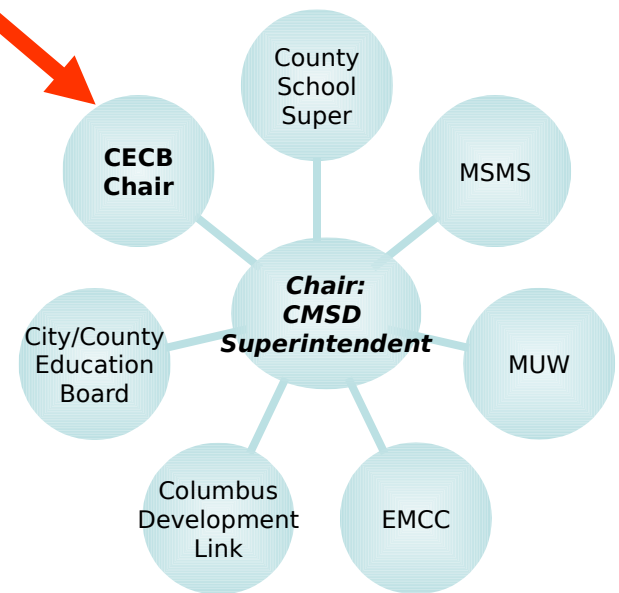 County
School
Super
CECB
Chair
MSMS
Chair:
CMSD
Superintendent
City/County
Education
Board
MUW
Columbus
Development
Link
EMCC